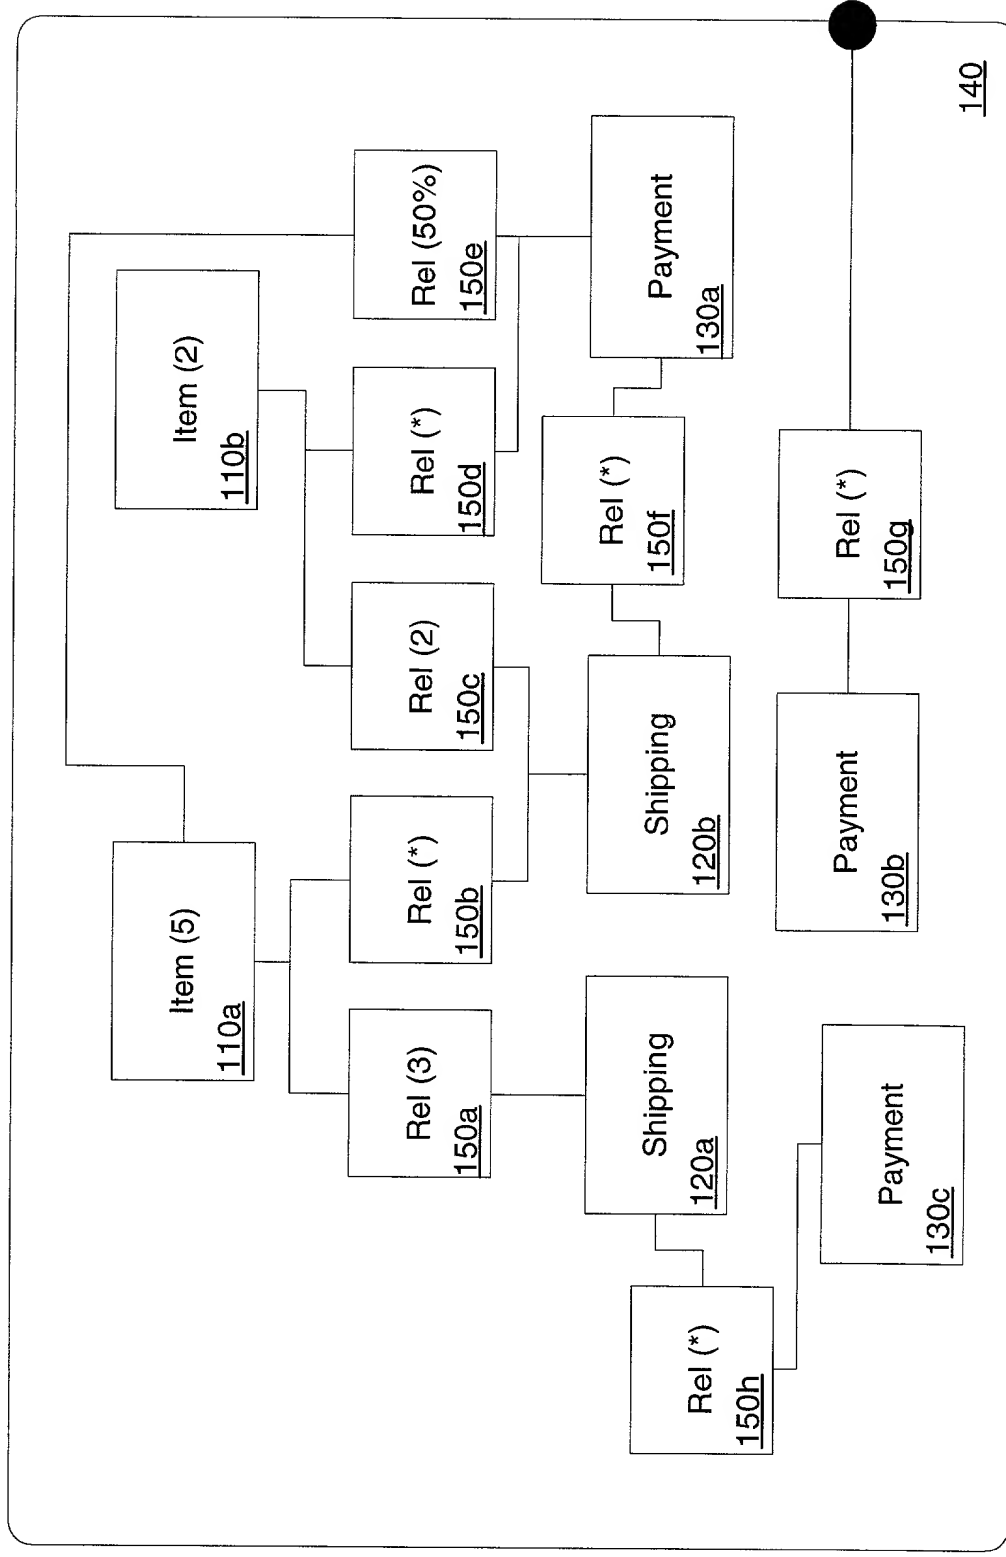 Item (5)
110a
Item (2)
110b
Rel (3)
150a
Rel (*)
150b
Rel (2)
150c
Rel (*)
150d
Rel (50%)
150e
Rel (*)
150f
Shipping
120a
Shipping
120b
Payment
130a
Rel (*)
150h
Payment
130c
Payment
130b
Rel (*)
150g
140